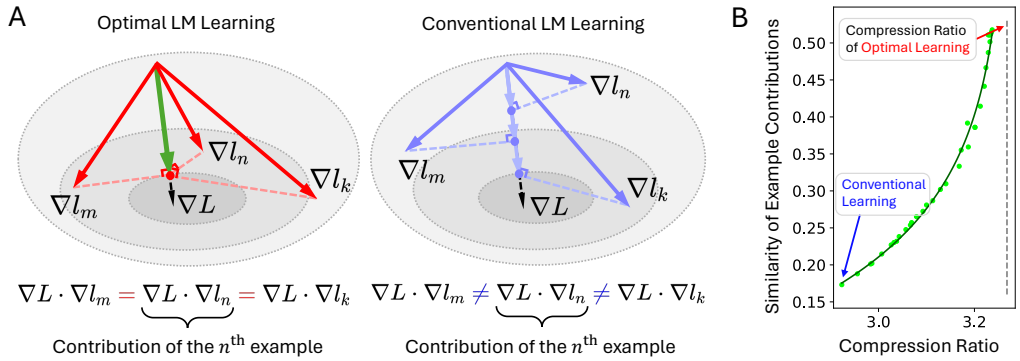 A
Optimal LM Learning
Conventional LM Learning
∇l_m
∇l_n
∇l_k
∇L
∇l_m
∇l_n
∇l_k
∇L
∇L · ∇l_m = ∇L · ∇l_n = ∇L · ∇l_k
Contribution of the n^th example
∇L · ∇l_m ≠ ∇L · ∇l_n ≠ ∇L · ∇l_k
Contribution of the n^th example
B
Similarity of Example Contributions
0.50
0.45
0.40
0.35
0.30
0.25
0.20
0.15
Compression Ratio
of Optimal Learning
Conventional
Learning
3.0
3.2
Compression Ratio